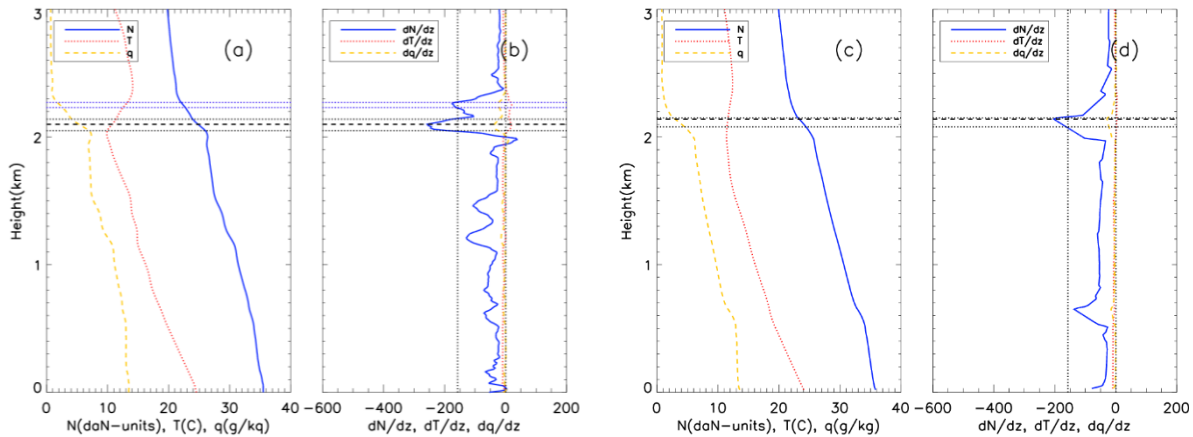 3
2
1
0
Height(km)
N
T
q
(a)
0 10 20 30 40
N(daN-units), T(C), q(g/kq)
dN/dz
dT/dz
dq/dz
(b)
-600 -400 -200 0 200
dN/dz, dT/dz, dq/dz
3
2
1
0
Height(km)
N
T
q
(c)
0 10 20 30 40
N(daN-units), T(C), q(g/kg)
dN/dz
dT/dz
dq/dz
(d)
-600 -400 -200 0 200
dN/dz, dT/dz, dq/dz